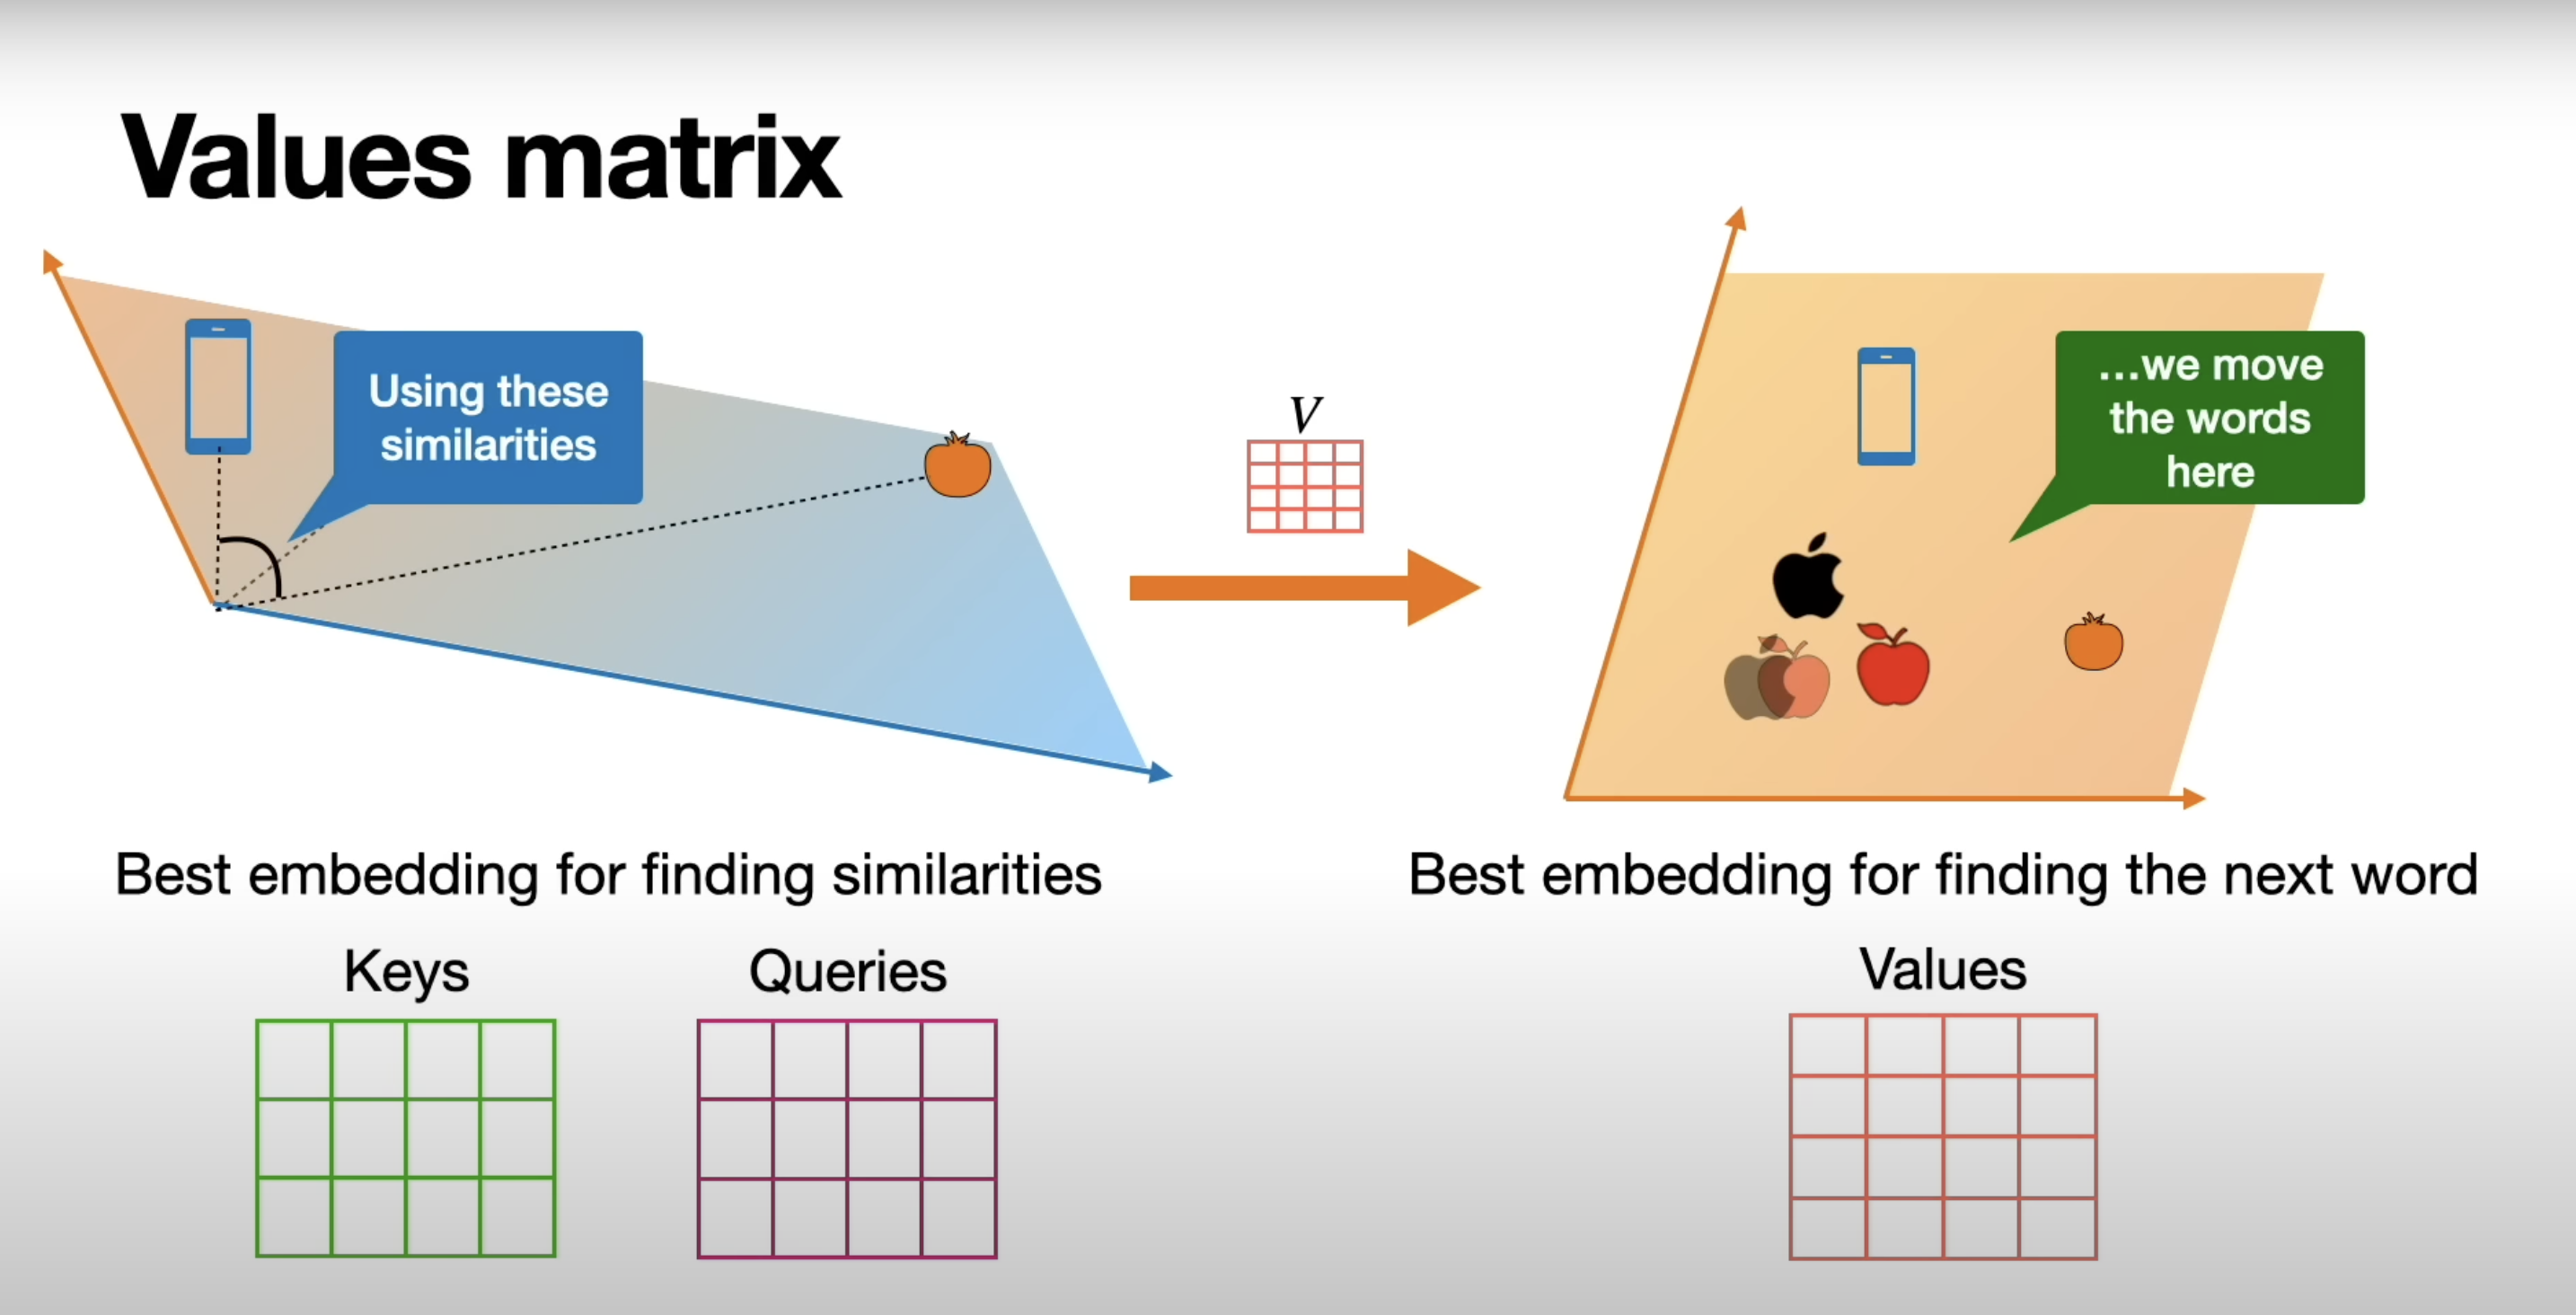 Values matrix
Using these
similarities
V
...we move
the words
here
Best embedding for finding similarities
Best embedding for finding the next word
Keys
Queries
Values